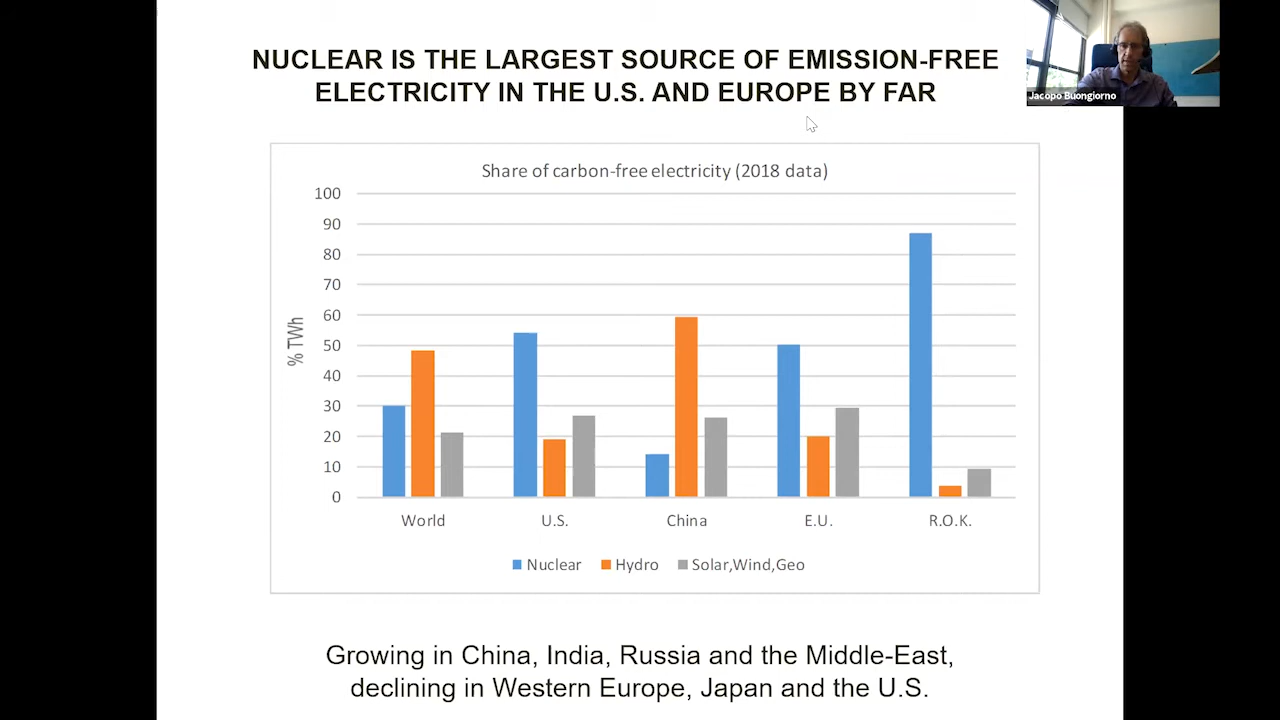 NUCLEAR IS THE LARGEST SOURCE OF EMISSION-FREE
ELECTRICITY IN THE U.S. AND EUROPE BY FAR
Jacopo Buongiorno
Share of carbon-free electricity (2018 data)
100
90
80
70
60
50
40
30
20
10
0
% TWh
World
U.S.
China
E.U.
R.O.K.
Nuclear
Hydro
Solar,Wind,Geo
Growing in China, India, Russia and the Middle-East,
declining in Western Europe, Japan and the U.S.